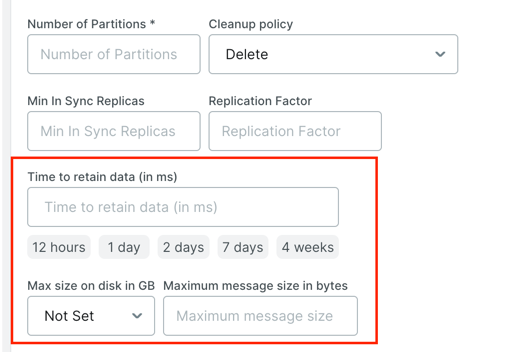 Number of Partitions * Cleanup policy
Number of Partitions Delete
Min In Sync Replicas Replication Factor
Min In Sync Replicas Replication Factor
Time to retain data (in ms)
Time to retain data (in ms)
12 hours 1 day 2 days 7 days 4 weeks
Max size on disk in GB Maximum message size in bytes
Not Set Maximum message size